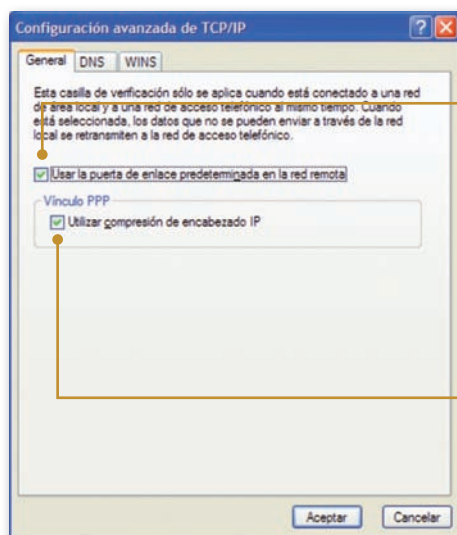 Configuración avanzada de TCP/IP
General DNS WINS
Esta casilla de verificación sólo se aplica cuando está conectado a una red
de área local y a una red de acceso telefónico al mismo tiempo. Cuando
está seleccionada, los datos que no se pueden enviar a través de la red
local se retransmiten a la red de acceso telefónico.
Usar la puerta de enlace predeterminada en la red remota
Vínculo PPP
Utilizar compresión de encabezado IP
Aceptar Cancelar